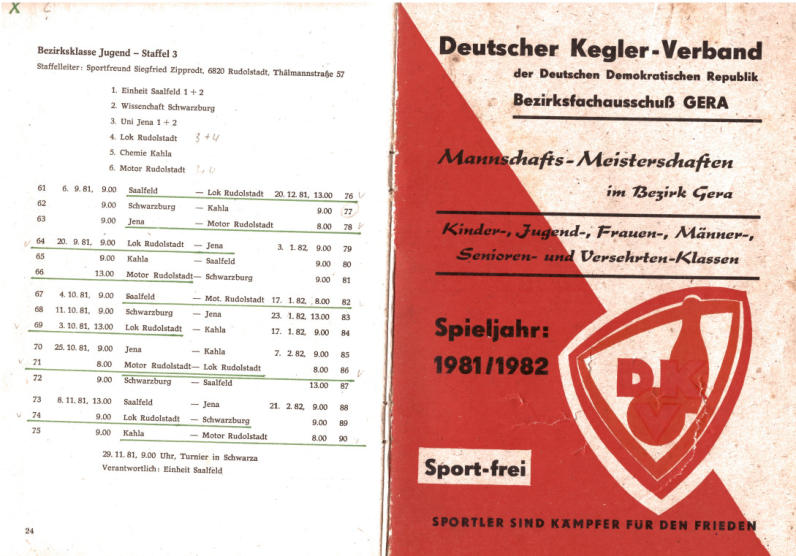 X
Bezirksklasse Jugend – Staffel 3
Staffelleiter: Sportfreund Siegfried Zipprodt, 6820 Rudolstadt, Thälmannstraße 57
1. Einheit Saalfeld 1 + 2
2. Wissenchaft Schwarzburg
3. Uni Jena 1 + 2
4. Lok Rudolstadt 3+4
5. Chemie Kahla
6. Motor Rudolstadt
61 6. 9. 81, 9.00 Saalfeld — Lok Rudolstadt 20. 12. 81, 13.00 76
62 9.00 Schwarzburg — Kahla 9.00 77
63 9.00 Jena — Motor Rudolstadt 8.00 78
64 20. 9. 81, 9.00 Lok Rudolstadt — Jena 3. 1. 82, 9.00 79
65 9.00 Kahla — Saalfeld 9.00 80
66 13.00 Motor Rudolstadt — Schwarzburg 9.00 81
67 4. 10. 81, 9.00 Saalfeld — Mot. Rudolstadt 17. 1. 82, 8.00 82
68 11. 10. 81, 9.00 Schwarzburg — Jena 23. 1. 82, 13.00 83
69 3. 10. 81, 13.00 Lok Rudolstadt — Kahla 17. 1. 82, 9.00 84
70 25. 10. 81, 9.00 Jena — Kahla 7. 2. 82, 9.00 85
71 8.00 Motor Rudolstadt — Lok Rudolstadt 8.00 86
72 9.00 Schwarzburg — Saalfeld 13.00 87
73 8. 11. 81, 13.00 Saalfeld — Jena 21. 2. 82, 9.00 88
74 9.00 Lok Rudolstadt — Schwarzburg 9.00 89
75 9.00 Kahla — Motor Rudolstadt 8.00 90
29. 11. 81, 9.00 Uhr, Turnier in Schwarza
Verantwortlich: Einheit Saalfeld
24
Deutscher Kegler-Verband
der Deutschen Demokratischen Republik
Bezirksfachausschuß GERA
Mannschafts-Meisterschaften
im Bezirk Gera
Kinder-, Jugend-, Frauen-, Männer-,
Senioren- und Versehrten-Klassen
Spieljahr:
1981/1982
DKV
Sport-frei
SPORTLER SIND KÄMPFER FÜR DEN FRIEDEN